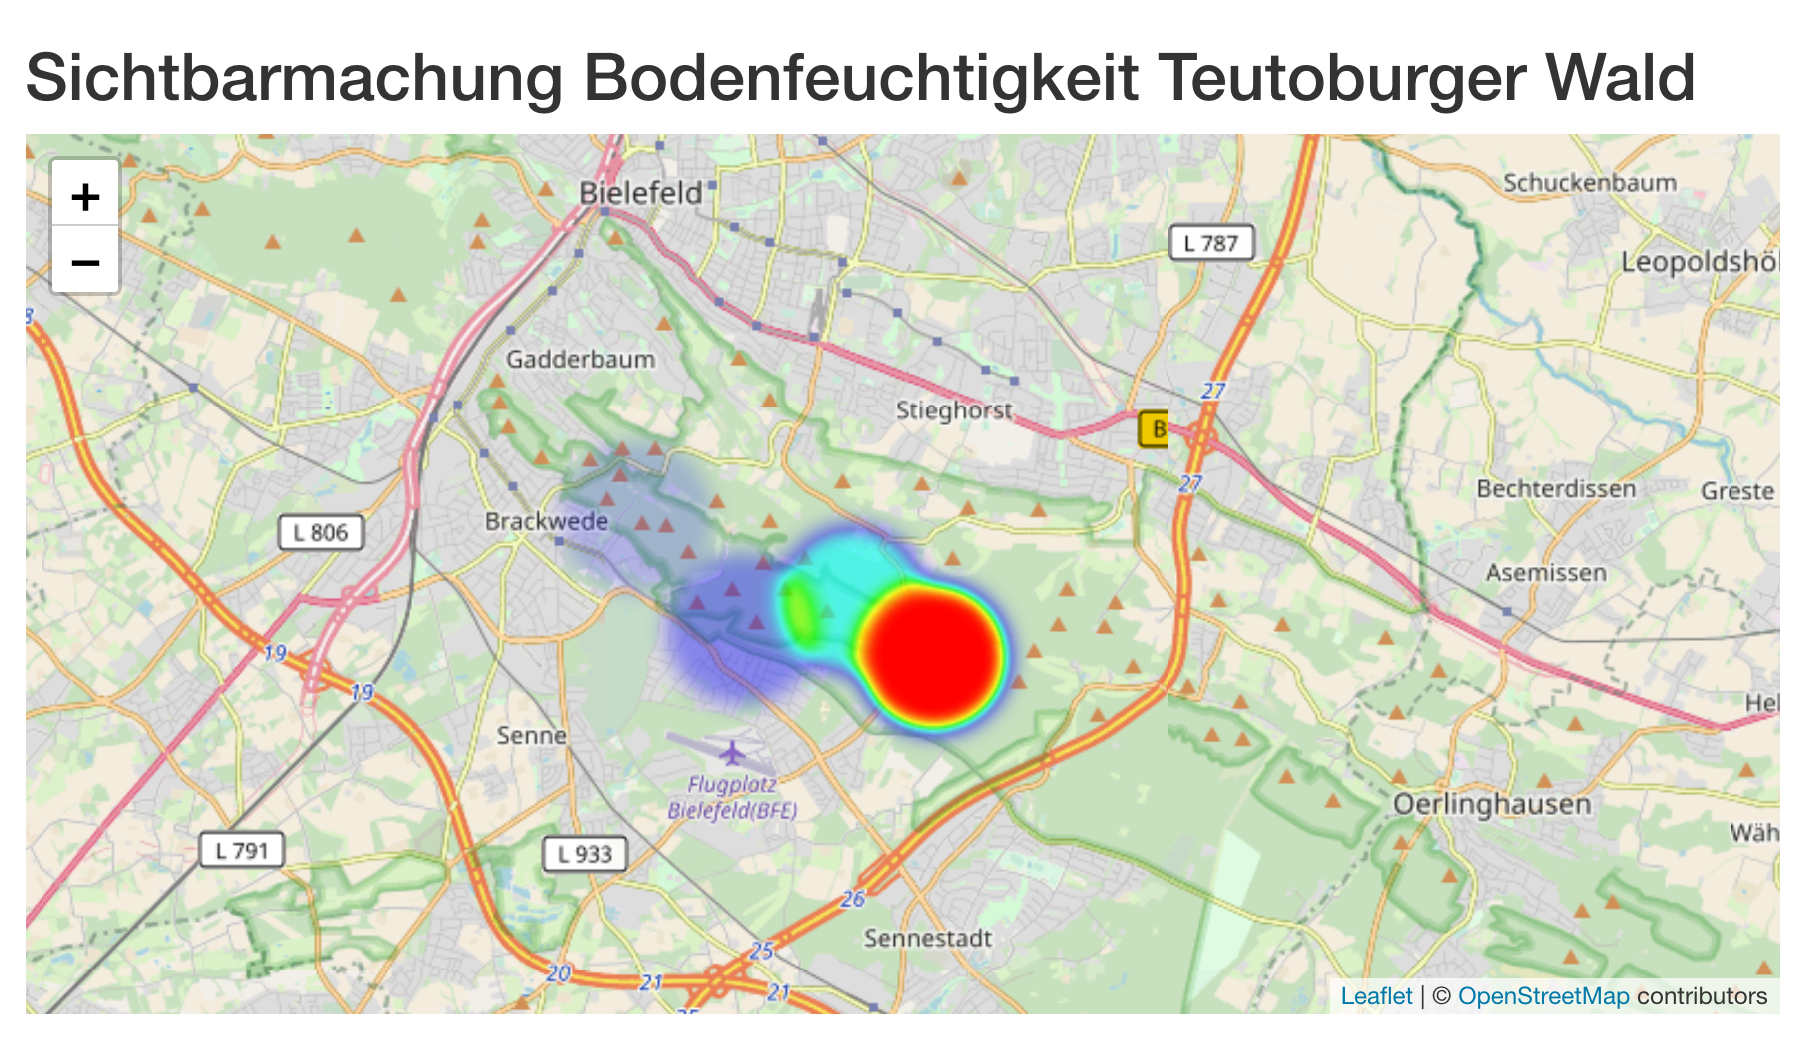 Sichtbarmachung Bodenfeuchtigkeit Teutoburger Wald
+
−
Bielefeld
Schuckenbaum
L 787
Leopoldshö
8
Gadderbaum
27
Stieghorst
B
27
Bechterdissen
Greste
L 806
Brackwede
Asemissen
19
19
Hel
Senne
Flugplatz
Bielefeld(BFE)
Oerlinghausen
Wäh
L 791
L 933
26
Sennestadt
25
20
21
21
Leaflet | © OpenStreetMap contributors